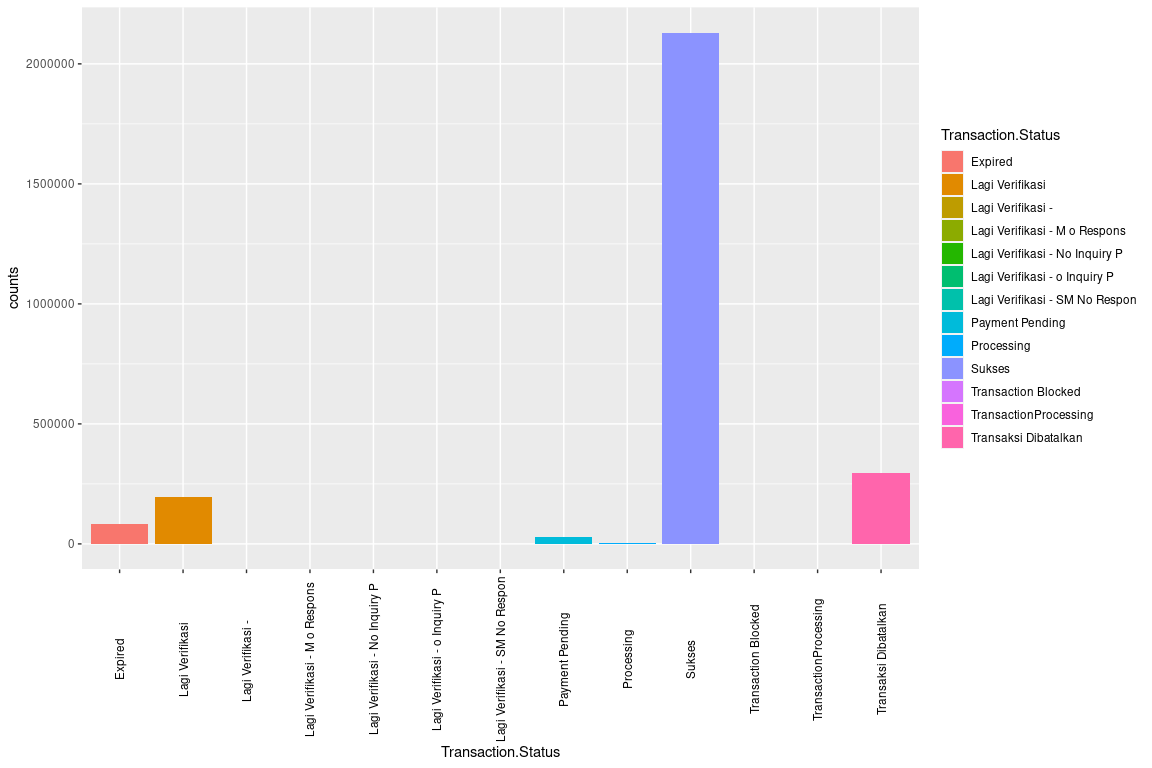 2000000
1500000
1000000
500000
0
counts
Expired
Lagi Verifikasi
Lagi Verifikasi -
Lagi Verifikasi - M o Respons
Lagi Verifikasi - No Inquiry P
Lagi Verifikasi - o Inquiry P
Lagi Verifikasi - SM No Respon
Payment Pending
Processing
Sukses
Transaction Blocked
TransactionProcessing
Transaksi Dibatalkan
Transaction.Status
Transaction.Status
Expired
Lagi Verifikasi
Lagi Verifikasi -
Lagi Verifikasi - M o Respons
Lagi Verifikasi - No Inquiry P
Lagi Verifikasi - o Inquiry P
Lagi Verifikasi - SM No Respon
Payment Pending
Processing
Sukses
Transaction Blocked
TransactionProcessing
Transaksi Dibatalkan